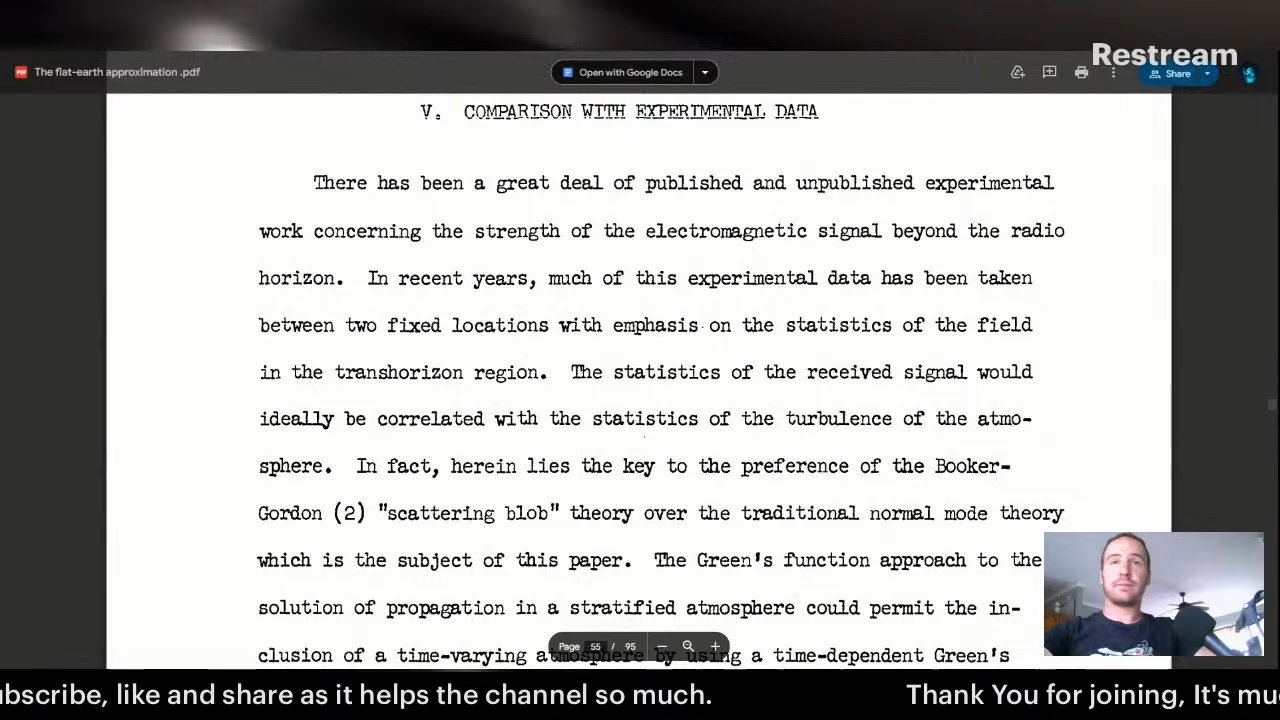 Restream
The flat-earth approximation .pdf
Open with Google Docs
Share
V. COMPARISON WITH EXPERIMENTAL DATA
There has been a great deal of published and unpublished experimental
work concerning the strength of the electromagnetic signal beyond the radio
horizon. In recent years, much of this experimental data has been taken
between two fixed locations with emphasis on the statistics of the field
in the transhorizon region. The statistics of the received signal would
ideally be correlated with the statistics of the turbulence of the atmo-
sphere. In fact, herein lies the key to the preference of the Booker-
Gordon (2) "scattering blob" theory over the traditional normal mode theory
which is the subject of this paper. The Green's function approach to the
solution of propagation in a stratified atmosphere could permit the in-
clusion of a time-varying atmosphere by using a time-dependent Green's
Page 55 / 95
ubscribe, like and share as it helps the channel so much. Thank You for joining, It's mu